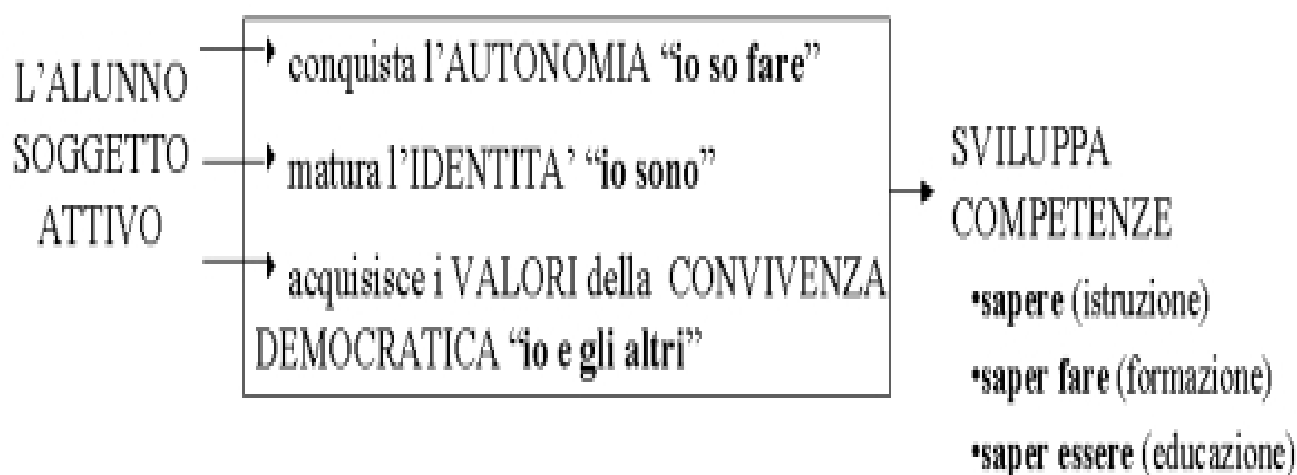 L'ALUNNO
SOGGETTO
ATTIVO
conquista l'AUTONOMIA “io so fare”
matura l'IDENTITA' “io sono”
acquisisce i VALORI della CONVIVENZA
DEMOCRATICA “io e gli altri”
SVILUPPA
COMPETENZE
•sapere (istruzione)
•saper fare (formazione)
•saper essere (educazione)